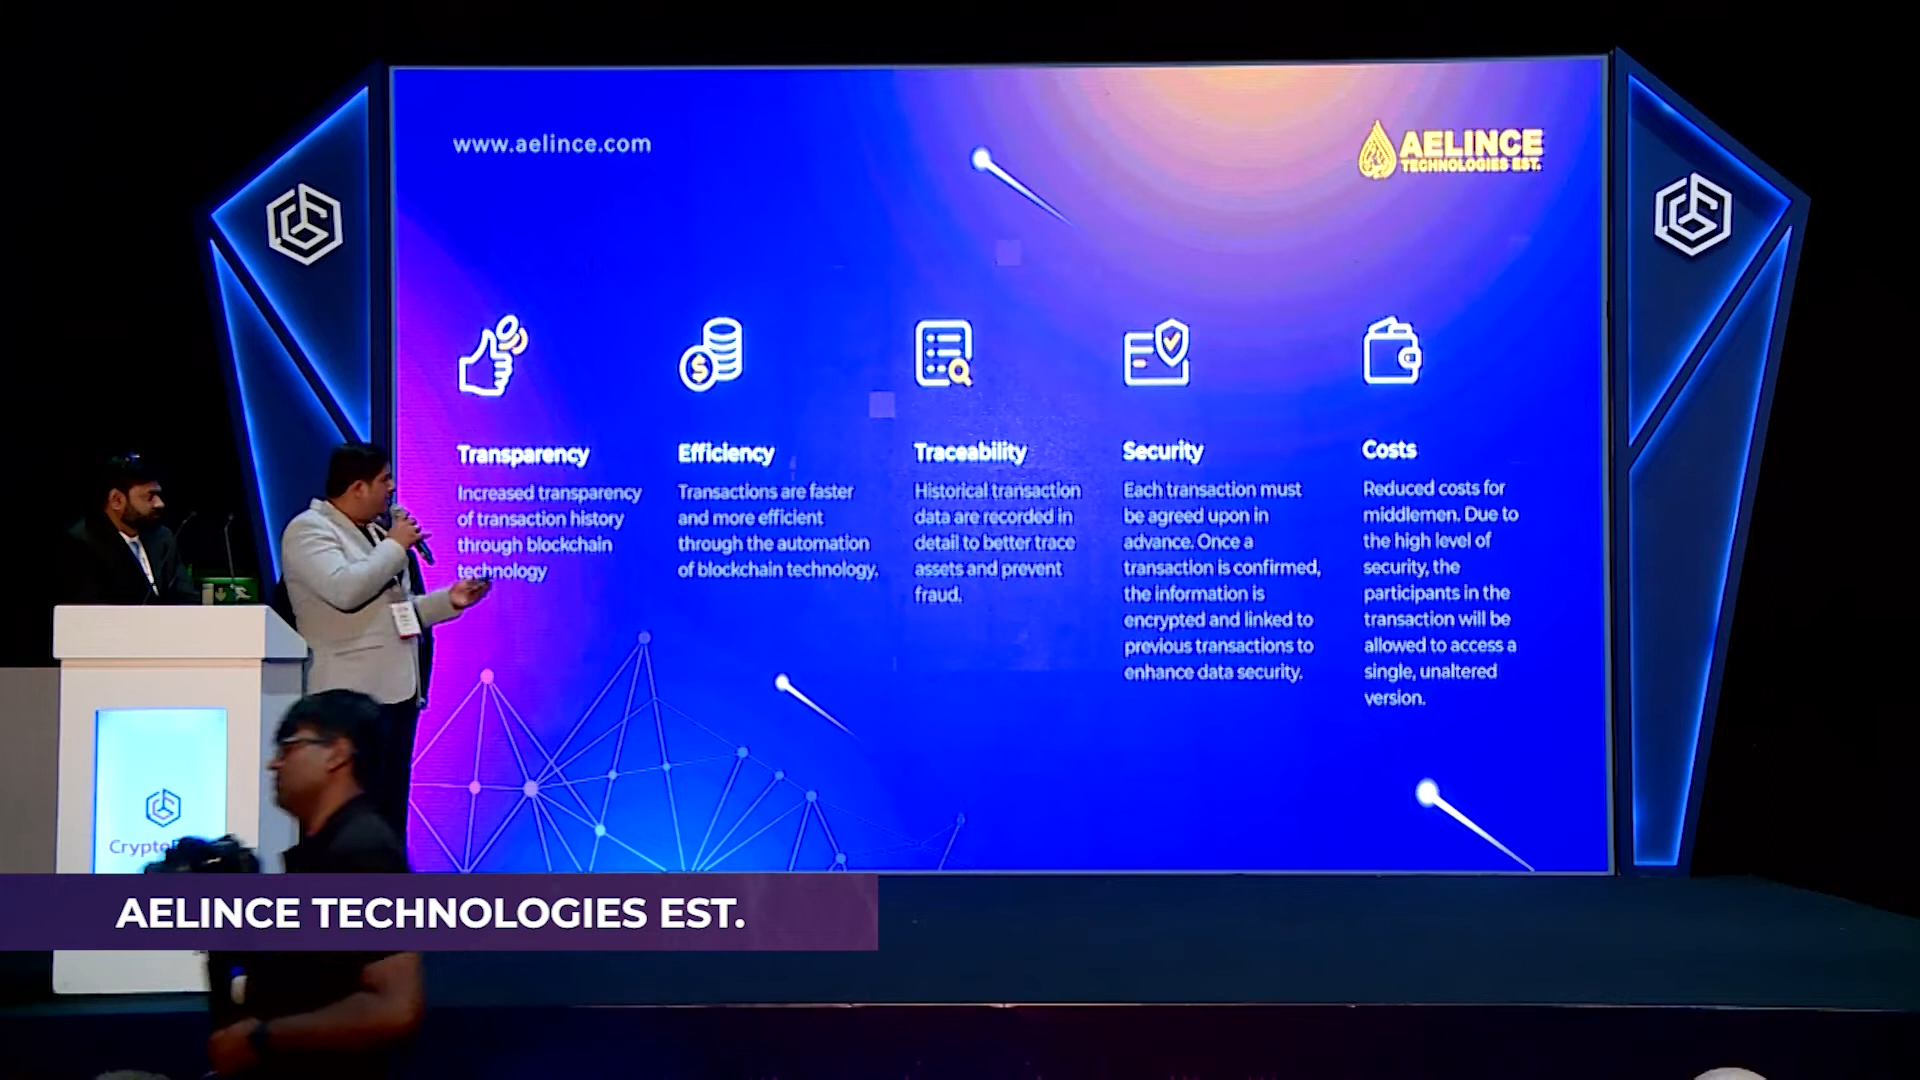 www.aelince.com
AELINCE
TECHNOLOGIES EST.
Transparency
Increased transparency
of transaction history
through blockchain
technology
Efficiency
Transactions are faster
and more efficient
through the automation
of blockchain technology.
Traceability
Historical transaction
data are recorded in
detail to better trace
assets and prevent
fraud.
Security
Each transaction must
be agreed upon in
advance. Once a
transaction is confirmed,
the information is
encrypted and linked to
previous transactions to
enhance data security.
Costs
Reduced costs for
middlemen. Due to
the high level of
security, the
participants in the
transaction will be
allowed to access a
single, unaltered
version.
AELINCE TECHNOLOGIES EST.